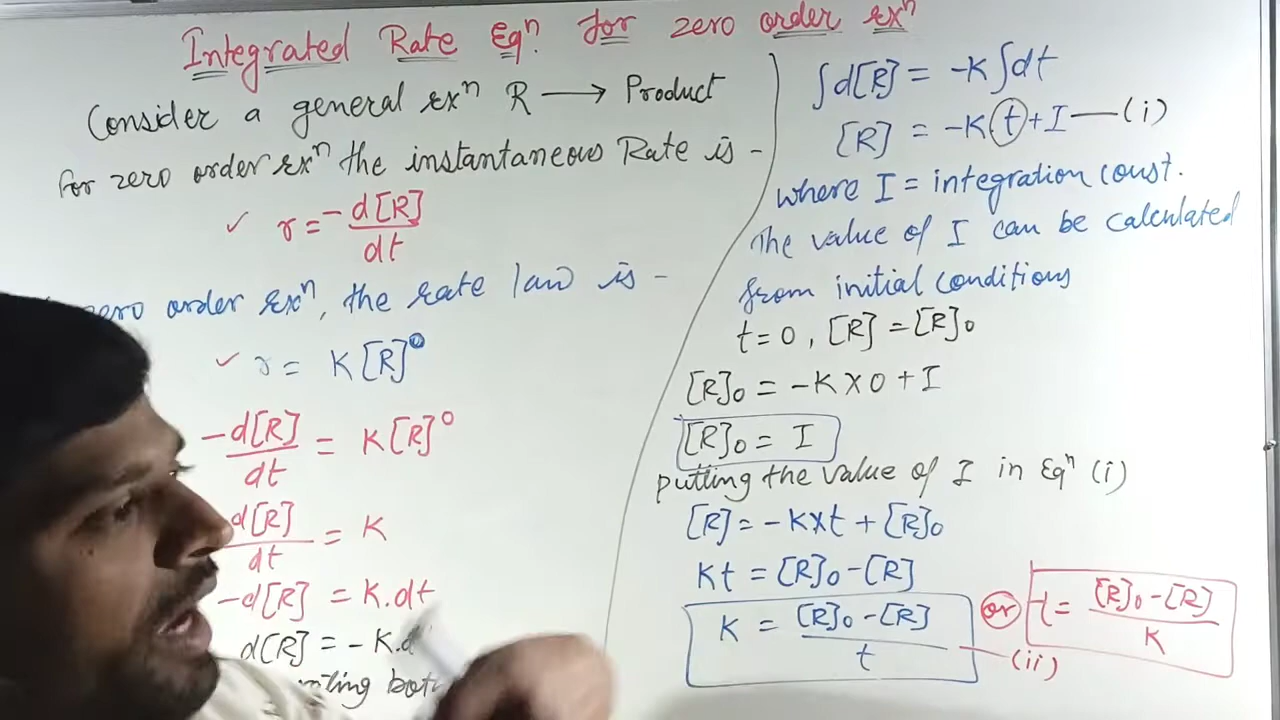 Integrated Rate Eqⁿ. for zero order rxⁿ
Consider a general rxⁿ R ⟶ Product
for zero order rxⁿ the instantaneous Rate is -
✓ r = -d[R]/dt
zero order rxⁿ, the rate law is -
✓ r = K[R]⁰
-d[R]/dt = K[R]⁰
d[R]/dt = K
-d[R] = K.dt
d[R] = -K.d
both
∫d[R] = -K∫dt
[R] = -K t + I —(i)
where I = integration const.
The value of I can be calculated
from initial conditions
t=0, [R] = [R]₀
[R]₀ = -K×0 + I
[R]₀ = I
putting the value of I in Eqⁿ (i)
[R] = -K×t + [R]₀
Kt = [R]₀ - [R]
K = [R]₀ - [R]/t —(ii)
or t = [R]₀ - [R]/K